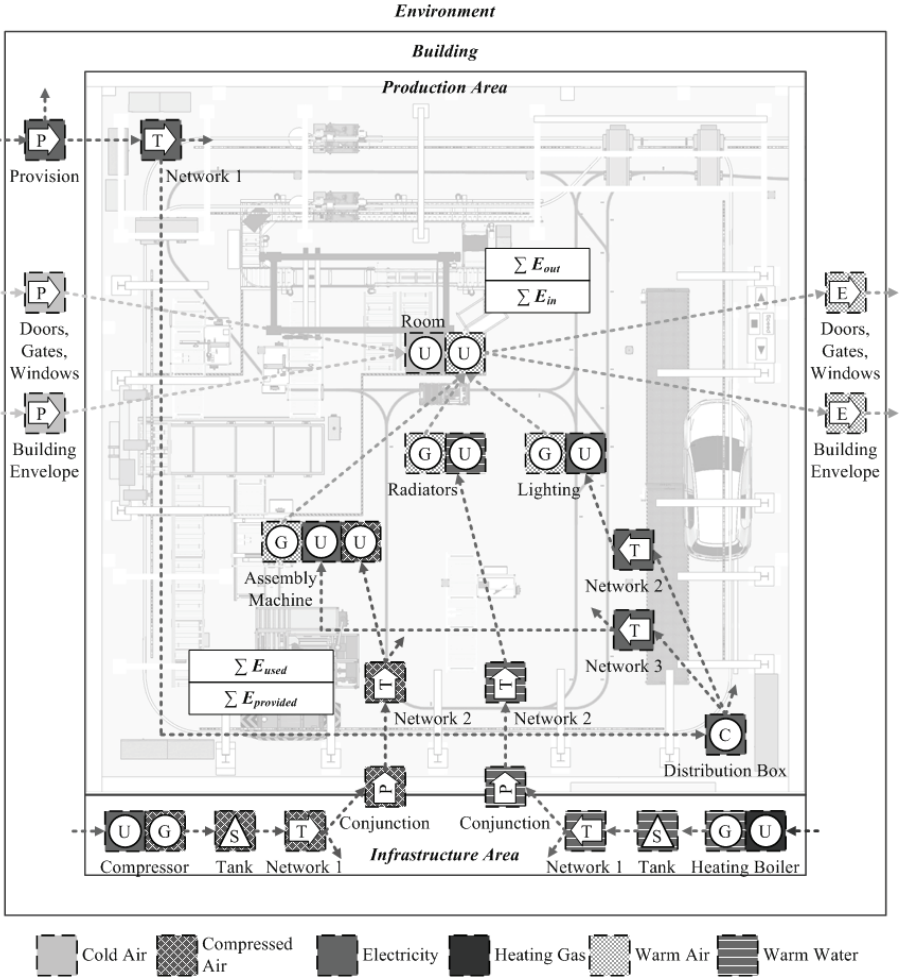 Environment
Building
Production Area
P
T
Provision
Network 1
∑ E_out
∑ E_in
P
E
Doors,
Gates,
Windows
Doors,
Gates,
Windows
Room
U
U
P
E
Building
Envelope
Building
Envelope
G
U
Radiators
G
U
Lighting
G
U
U
Assembly
Machine
T
Network 2
T
Network 3
∑ E_used
∑ E_provided
T
Network 2
T
Network 2
C
Distribution Box
P
Conjunction
P
Conjunction
U
G
Compressor
S
Tank
T
Network 1
Infrastructure Area
T
Network 1
S
Tank
G
U
Heating Boiler
Cold Air
Compressed
Air
Electricity
Heating Gas
Warm Air
Warm Water